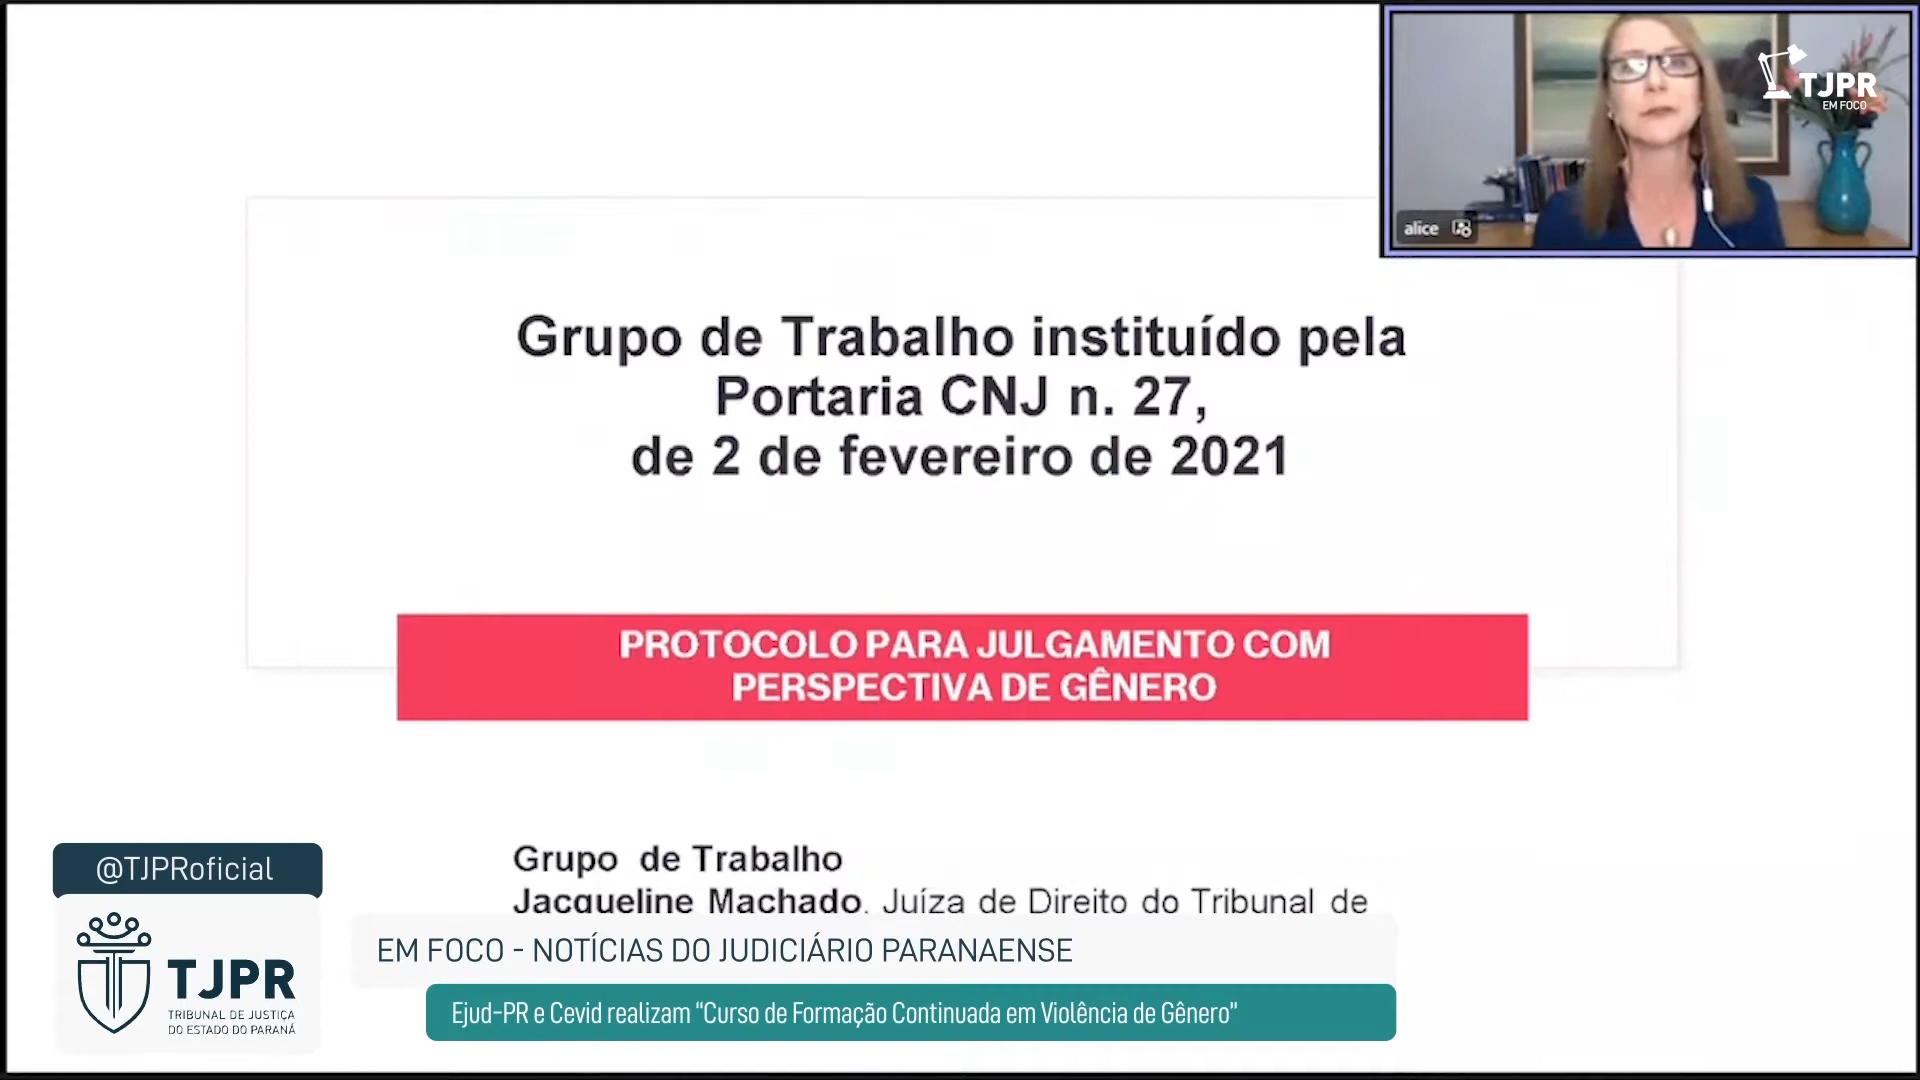 TJPR
EM FOCO
alice
Grupo de Trabalho instituído pela
Portaria CNJ n. 27,
de 2 de fevereiro de 2021
PROTOCOLO PARA JULGAMENTO COM
PERSPECTIVA DE GÊNERO
Grupo de Trabalho
Jacqueline Machado, Juíza de Direito do Tribunal de
@TJPRoficial
TJPR
TRIBUNAL DE JUSTIÇA
DO ESTADO DO PARANÁ
EM FOCO - NOTÍCIAS DO JUDICIÁRIO PARANAENSE
Ejud-PR e Cevid realizam “Curso de Formação Continuada em Violência de Gênero”